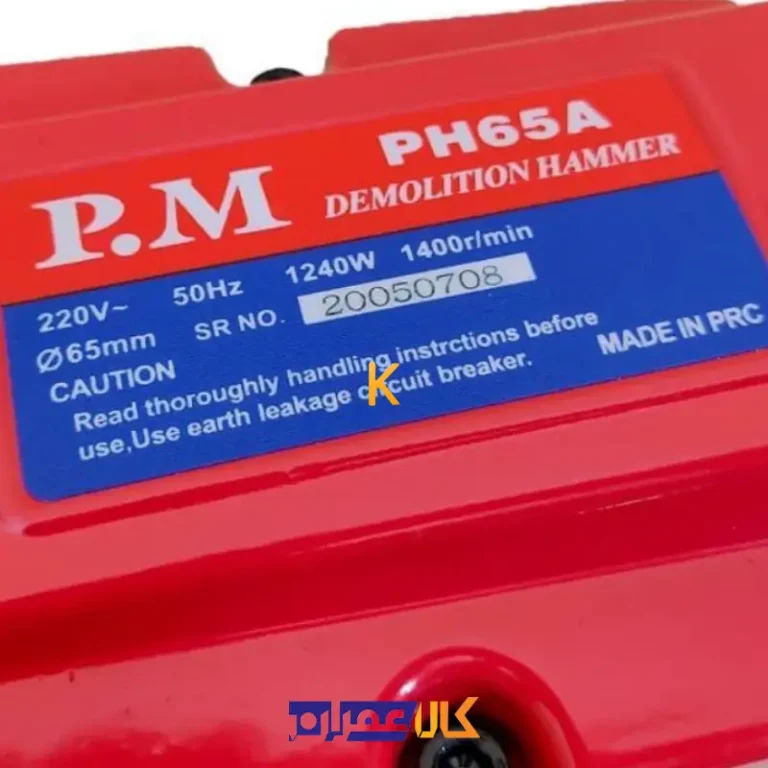 P.M
PH65A
DEMOLITION HAMMER
220V~ 50Hz 1240W 1400r/min
Ø65mm SR NO. 20050708
CAUTION
MADE IN PRC
Read thoroughly handling instrctions before
use,Use earth leakage circuit breaker.
K
کالا عمران